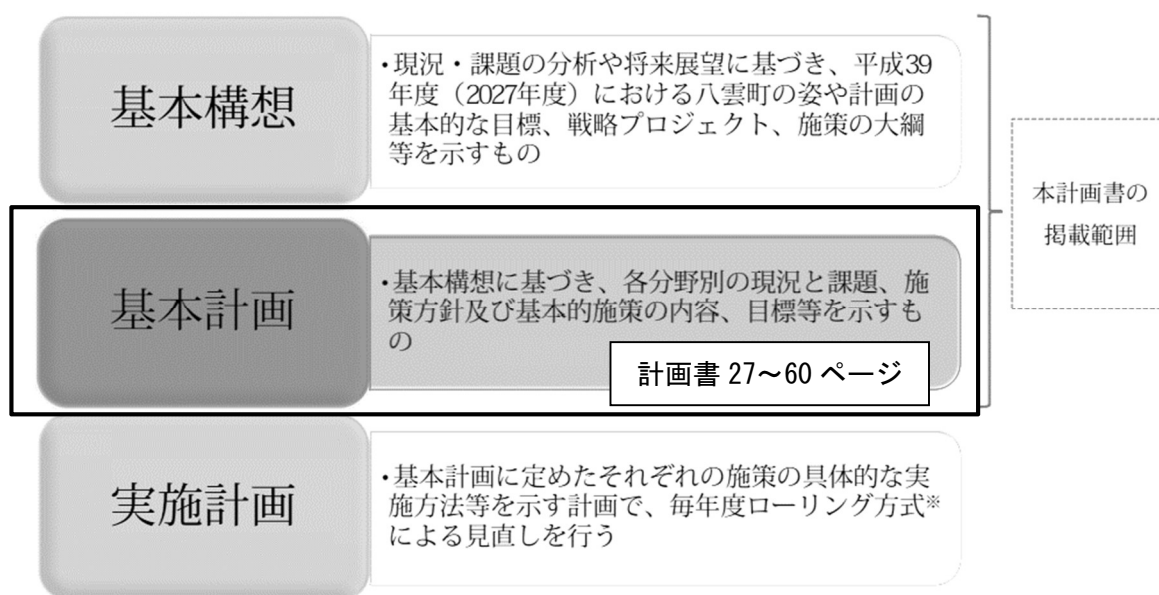 基本構想
・現況・課題の分析や将来展望に基づき、平成39
年度（2027年度）における八雲町の姿や計画の
基本的な目標、戦略プロジェクト、施策の大綱
等を示すもの
本計画書の
掲載範囲
基本計画
・基本構想に基づき、各分野別の現況と課題、施
策方針及び基本的施策の内容、目標等を示すも
の
計画書 27～60 ページ
実施計画
・基本計画に定めたそれぞれの施策の具体的な実
施方法等を示す計画で、毎年度ローリング方式※
による見直しを行う